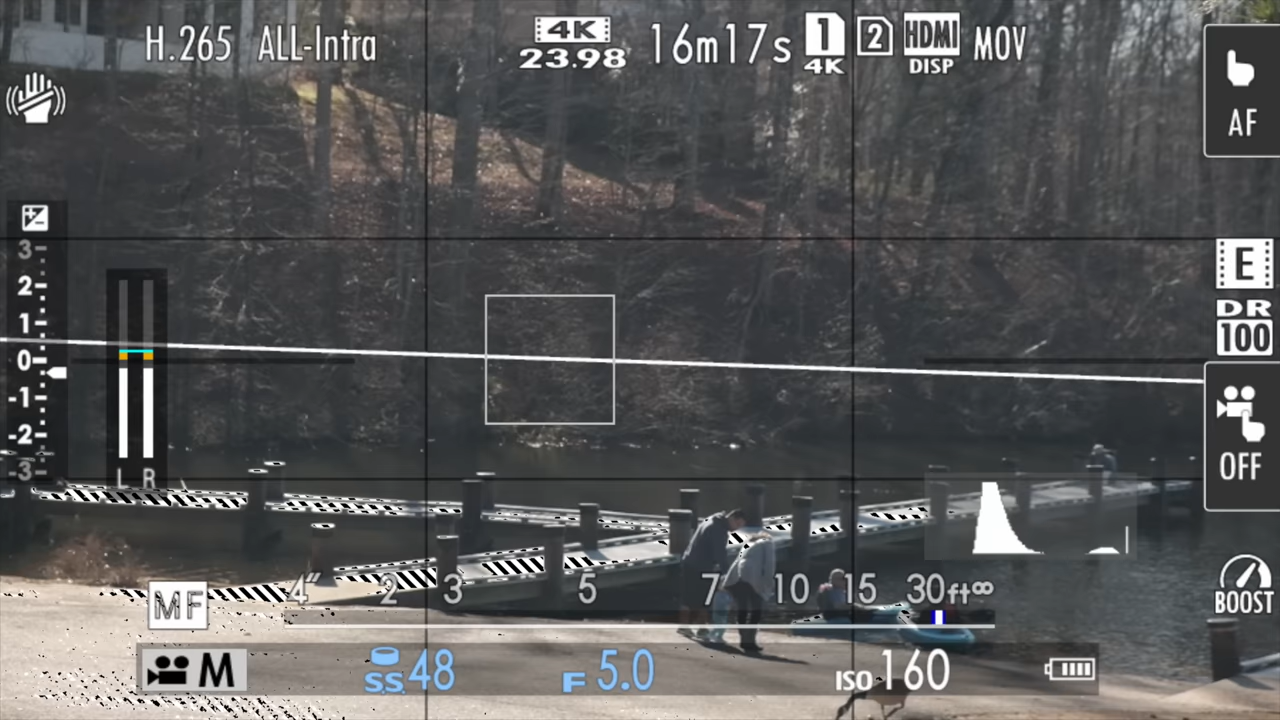 H.265 ALL-Intra 4K 23.98 16m17s 1 4K 2 HDMI DISP MOV
AF
3
2
1
0
-1
-2
-3
L R
E
DR
100
OFF
4" 2 3 5 7 10 15 30ft∞
MF
BOOST
M SS 48 F 5.0 ISO 160